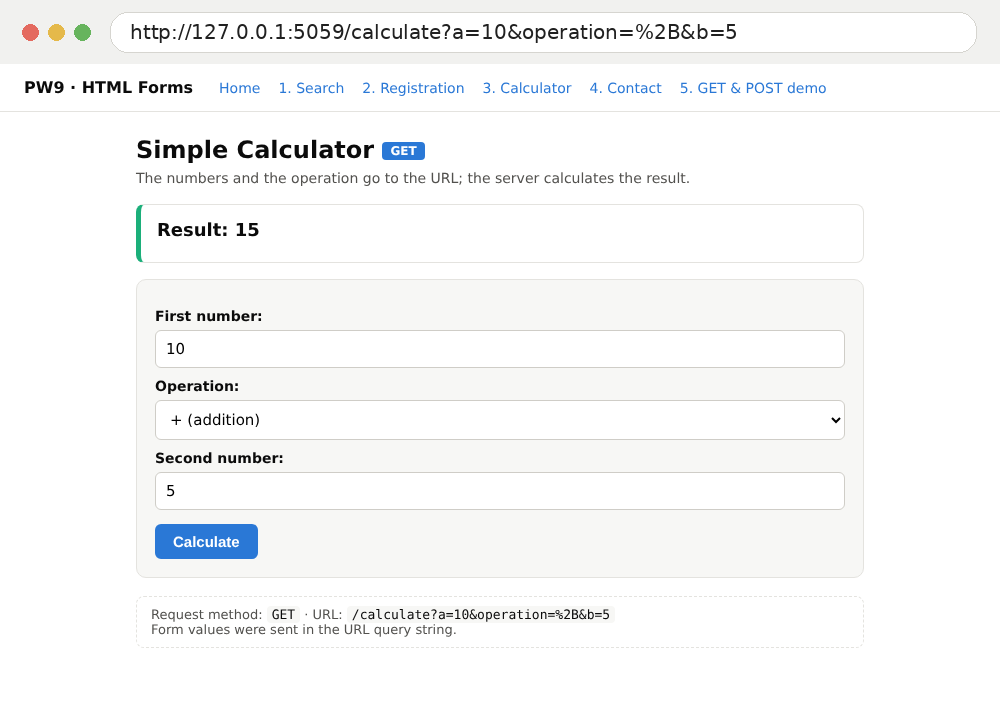 http://127.0.0.1:5059/calculate?a=10&operation=%2B&b=5
PW9 · HTML Forms Home 1. Search 2. Registration 3. Calculator 4. Contact 5. GET & POST demo
Simple Calculator GET
The numbers and the operation go to the URL; the server calculates the result.
Result: 15
First number:
10
Operation:
+ (addition)
Second number:
5
Calculate
Request method: GET · URL: /calculate?a=10&operation=%2B&b=5
Form values were sent in the URL query string.